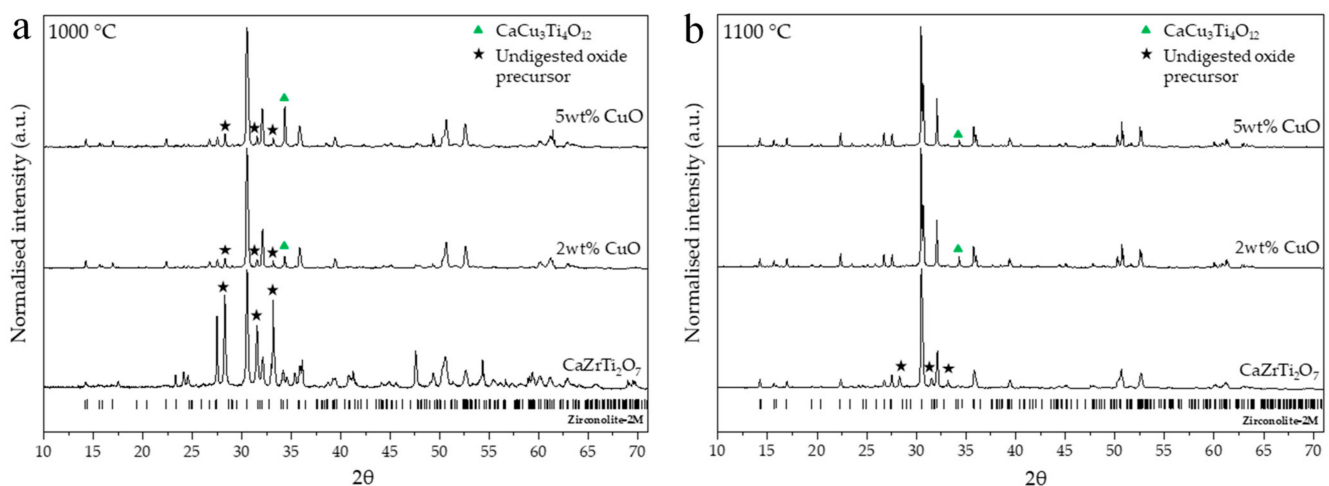 a
1000 °C
▲ CaCu₃Ti₄O₁₂
★ Undigested oxide
precursor
5wt% CuO
2wt% CuO
CaZrTi₂O₇
Zirconolite-2M
Normalised intensity (a.u.)
10 15 20 25 30 35 40 45 50 55 60 65 70
2θ
b
1100 °C
▲ CaCu₃Ti₄O₁₂
★ Undigested oxide
precursor
5wt% CuO
2wt% CuO
CaZrTi₂O₇
Zirconolite-2M
Normalised intensity (a.u.)
10 15 20 25 30 35 40 45 50 55 60 65 70
2θ